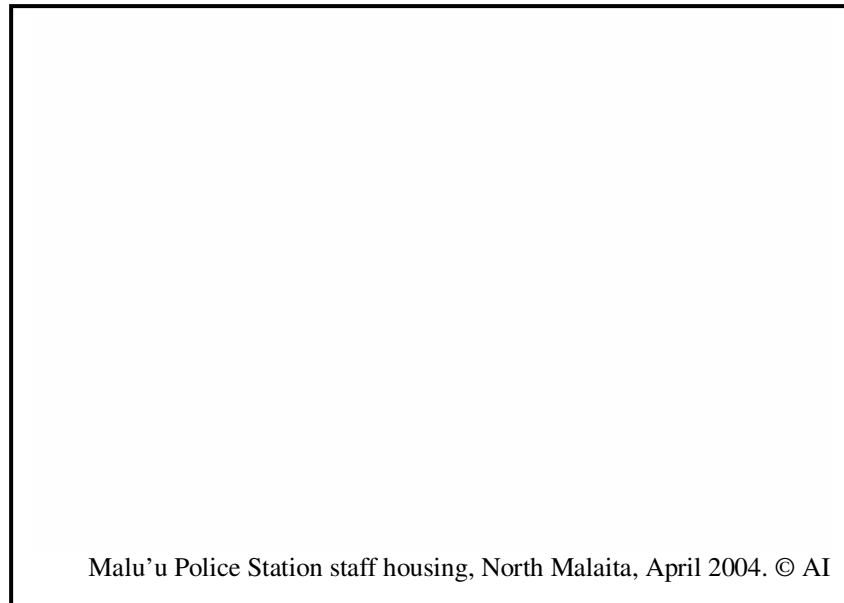 Malu’u Police Station staff housing, North Malaita, April 2004. © AI